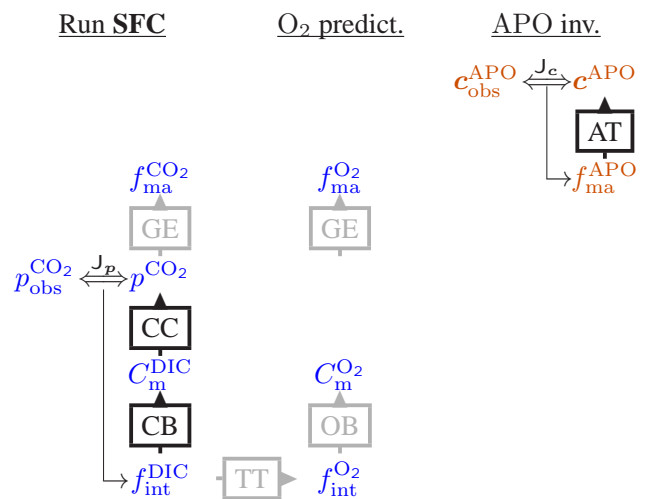 Run SFC O₂ predict. APO inv.
c_obs^APO J_c c^APO
AT
f_ma^CO₂ f_ma^O₂ f_ma^APO
GE GE
p_obs^CO₂ J_p p^CO₂
CC
C_m^DIC C_m^O₂
CB OB
f_int^DIC TT f_int^O₂